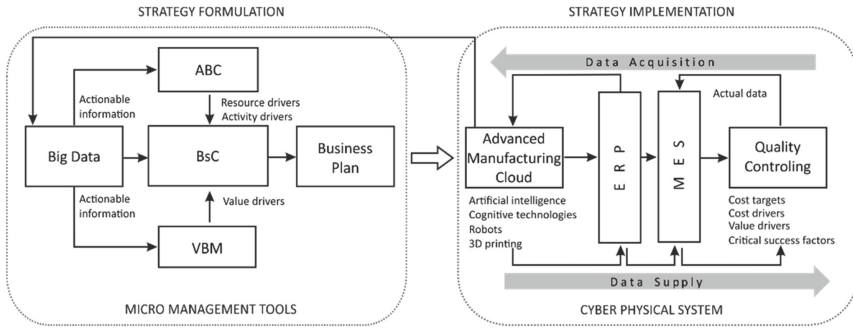 STRATEGY FORMULATION
STRATEGY IMPLEMENTATION
ABC
Actionable
information
Resource drivers
Activity drivers
Big Data
BsC
Business
Plan
Actionable
information
Value drivers
VBM
MICRO MANAGEMENT TOOLS
Data Acquisition
Actual data
Advanced
Manufacturing
Cloud
ERP
MES
Quality
Controling
Artificial intelligence
Cognitive technologies
Robots
3D printing
Cost targets
Cost drivers
Value drivers
Critical success factors
Data Supply
CYBER PHYSICAL SYSTEM